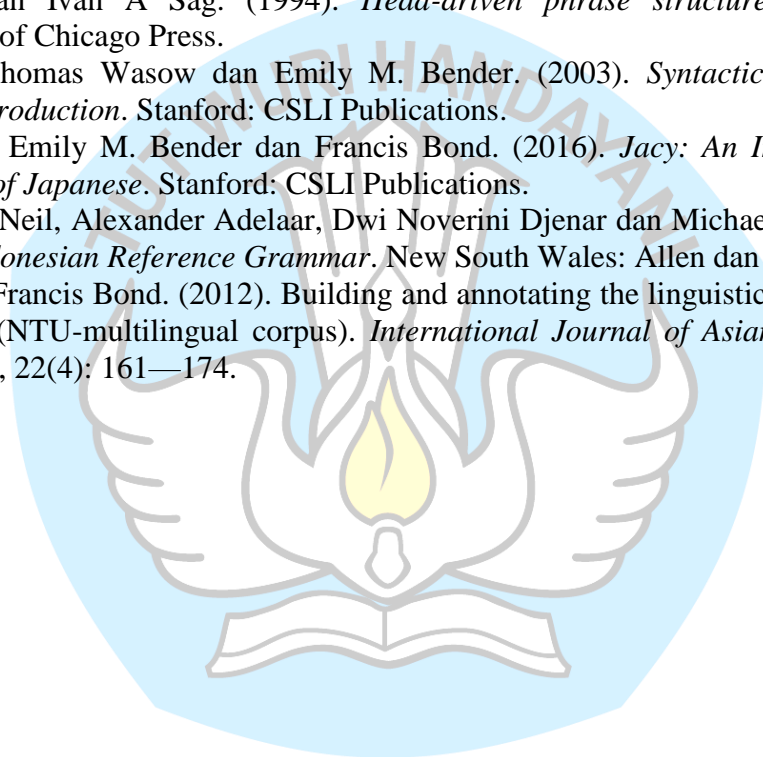 an Ivan A Sag. (1994). Head-driven phrase structure
of Chicago Press.
homas Wasow dan Emily M. Bender. (2003). Syntactic
roduction. Stanford: CSLI Publications.
Emily M. Bender dan Francis Bond. (2016). Jacy: An I
of Japanese. Stanford: CSLI Publications.
Neil, Alexander Adelaar, Dwi Noverini Djenar dan Michae
onesian Reference Grammar. New South Wales: Allen dan
Francis Bond. (2012). Building and annotating the linguistic
(NTU-multilingual corpus). International Journal of Asian
, 22(4): 161—174.
TUT WURI HANDAYANI